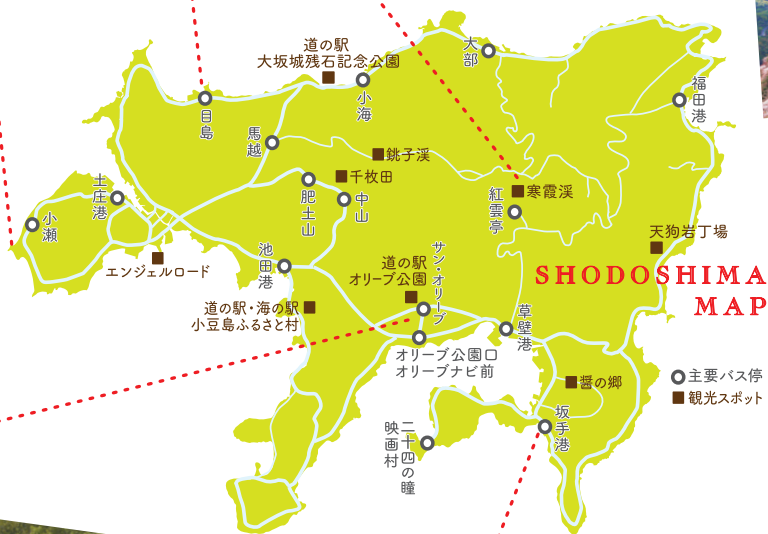 道の駅
大坂城残石記念公園
大部
小海
目島
福田港
馬越
銚子渓
千枚田
肥土山
中山
寒霞渓
紅雲亭
土庄港
小瀬
エンジェルロード
池田港
天狗岩丁場
サン・オリーブ
道の駅
オリーブ公園
SHODOSHIMA
MAP
道の駅・海の駅
小豆島ふるさと村
草壁港
オリーブ公園口
オリーブナビ前
醤の郷
主要バス停
観光スポット
坂手港
二十四の瞳
映画村